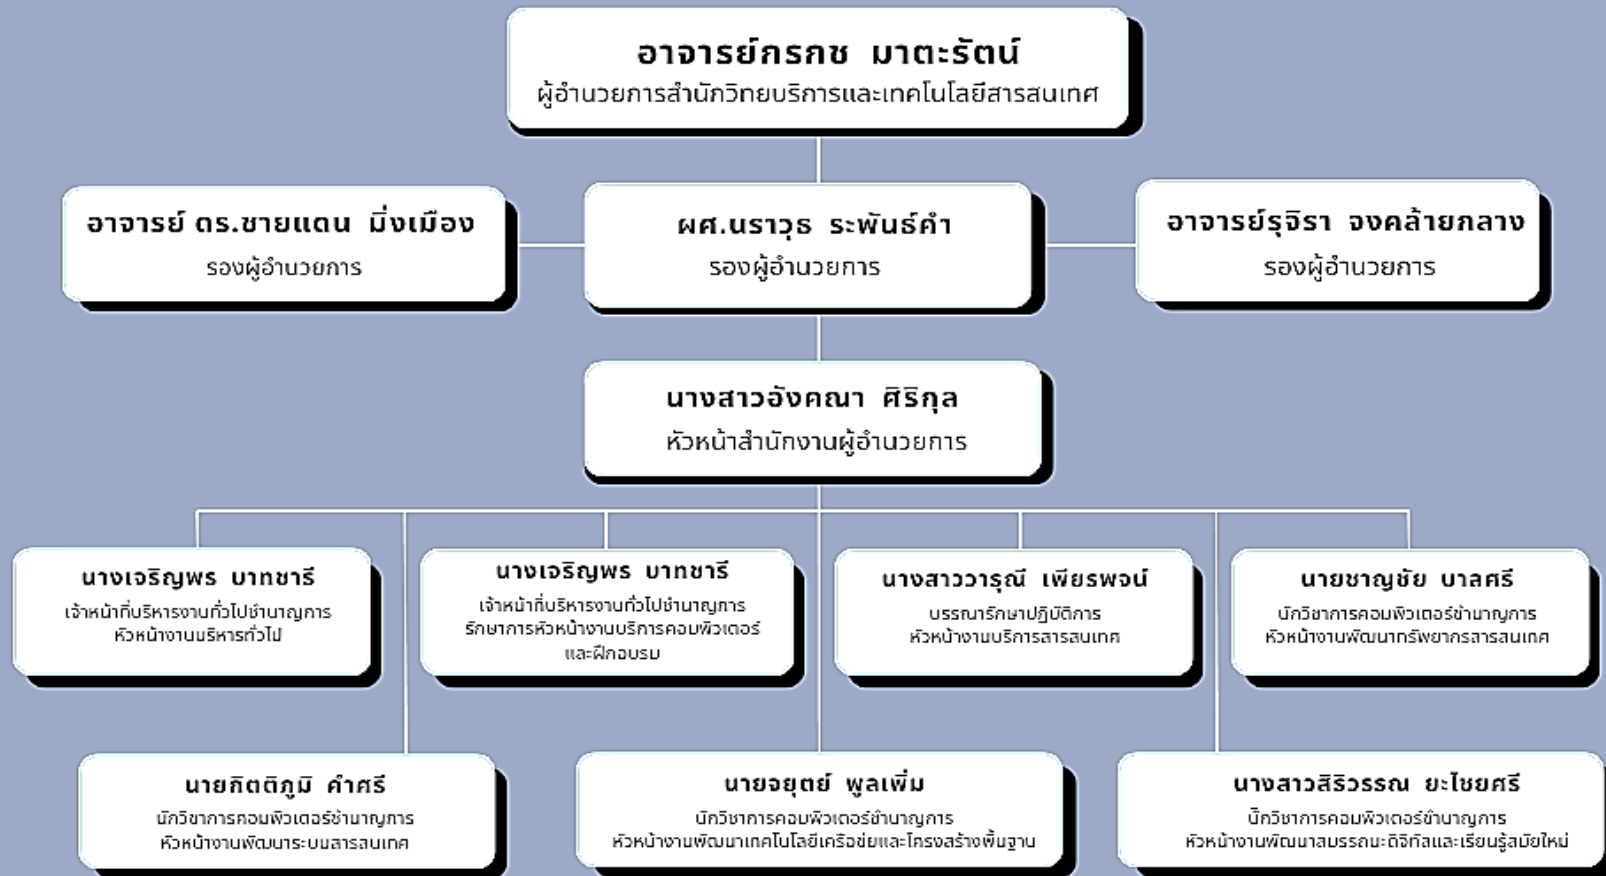 อาจารย์กรกช มาตะรัตน์
ผู้อำนวยการสำนักวิทยบริการและเทคโนโลยีสารสนเทศ
อาจารย์ ดร.ชายแดน มิ่งเมือง
รองผู้อำนวยการ
ผศ.นราวุธ ระพันธ์คำ
รองผู้อำนวยการ
อาจารย์รุจิรา จงคล้ายกลาง
รองผู้อำนวยการ
นางสาวอังคณา ศิริกุล
หัวหน้าสำนักงานผู้อำนวยการ
นางเจริญพร บาทชารี
เจ้าหน้าที่บริหารงานทั่วไปชำนาญการ
หัวหน้างานบริหารทั่วไป
นางเจริญพร บาทชารี
เจ้าหน้าที่บริหารงานทั่วไปชำนาญการ
รักษาการหัวหน้างานบริการคอมพิวเตอร์
และฝึกอบรม
นางสาววารุณี เพียรพจน์
บรรณารักษาปฏิบัติการ
หัวหน้างานบริการสารสนเทศ
นายชาญชัย บาลศรี
นักวิชาการคอมพิวเตอร์ชำนาญการ
หัวหน้างานพัฒนาทรัพยากรสารสนเทศ
นายกิตติภูมิ คำศรี
นักวิชาการคอมพิวเตอร์ชำนาญการ
หัวหน้างานพัฒนาระบบสารสนเทศ
นายจยุตย์ พูลเพิ่ม
นักวิชาการคอมพิวเตอร์ชำนาญการ
หัวหน้างานพัฒนาเทคโนโลยีเครือข่ายและโครงสร้างพื้นฐาน
นางสาวสิริวรรณ ยะไชยศรี
นักวิชาการคอมพิวเตอร์ชำนาญการ
หัวหน้างานพัฒนาสมรรถนะดิจิทัลและเรียนรู้สมัยใหม่